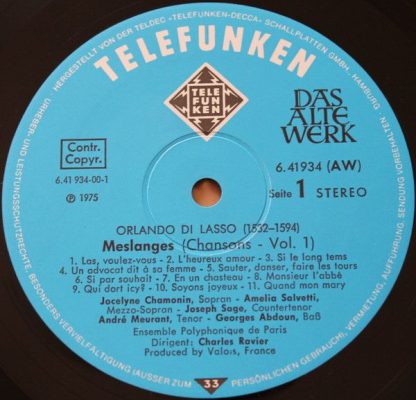 HERGESTELLT VON DER TELDEC »TELEFUNKEN-DECCA« SCHALLPLATTEN GMBH · HAMBURG
TELEFUNKEN
TELE
FUN
KEN
DAS
ALTE
WERK
Contr.
Copyr.
6.41 934-00-1
℗ 1975
6.41934 (AW)
Seite 1 STEREO
ORLANDO DI LASSO (1532–1594)
Meslanges (Chansons - Vol. 1)
1. Las, voulez-vous - 2. L'heureux amour - 3. Si le long tems
4. Un advocat dit à sa femme - 5. Sauter, danser, faire les tours
6. Si par souhait - 7. En un chasteau - 8. Monsieur l'abbé
9. Qui dort icy? - 10. Soyons joyeux - 11. Quand mon mary
Jocelyne Chamonin, Sopran - Amelia Salvetti,
Mezzo-Sopran - Joseph Sage, Countertenor
André Meurant, Tenor - Georges Abdoun, Baß
Ensemble Polyphonique de Paris
Dirigent: Charles Ravier
Produced by Valois, France
33
URHEBER- UND LEISTUNGSSCHUTZRECHTE, BESONDERS VERVIELFÄLTIGUNG (AUSSER ZUM PERSÖNLICHEN GEBRAUCH), VERMIETUNG, AUFFÜHRUNG, SENDUNG VORBEHALTEN